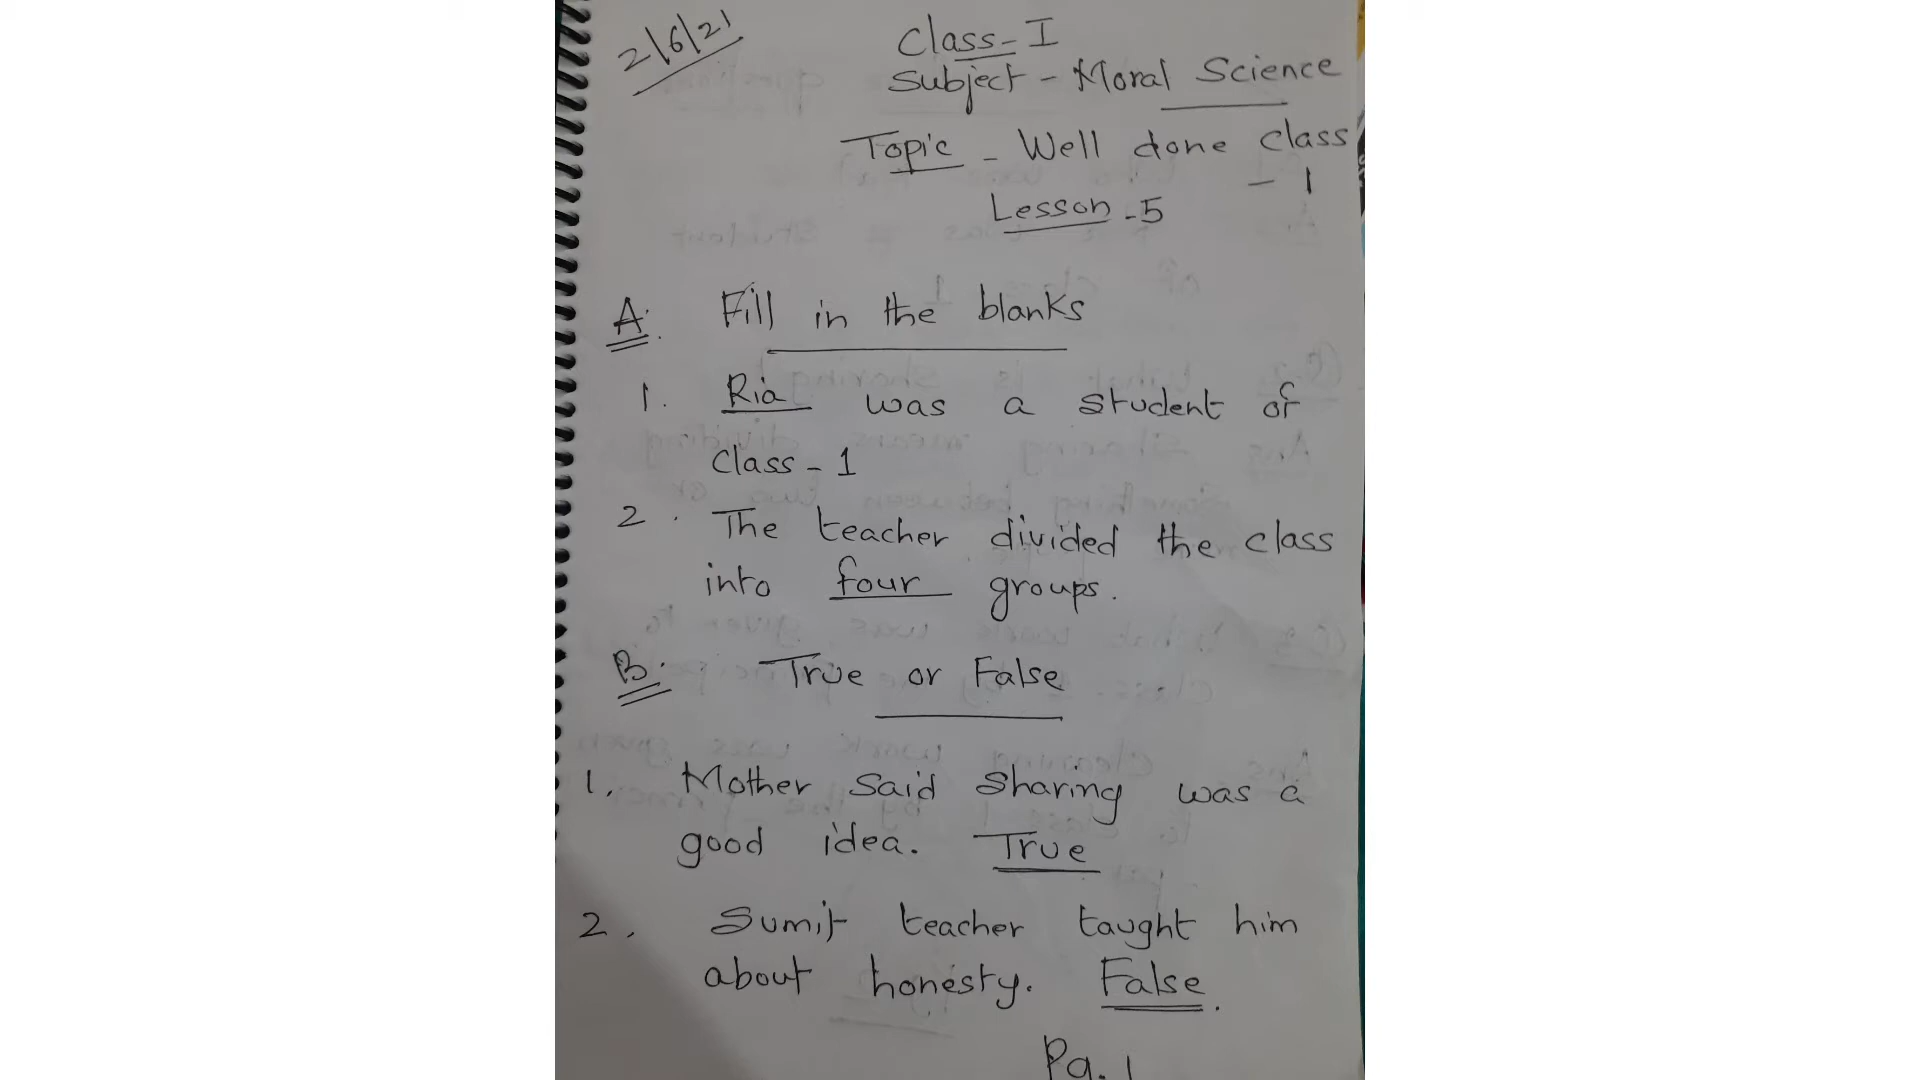 2/6/21
Class - I
Subject - Moral Science
Topic - Well done class
- 1
Lesson - 5
A. Fill in the blanks
1. Ria was a student of
class - 1
2. The teacher divided the class
into four groups.
B. True or False
1. Mother said sharing was a
good idea. True
2. Sumit teacher taught him
about honesty. False.
Pg. 1